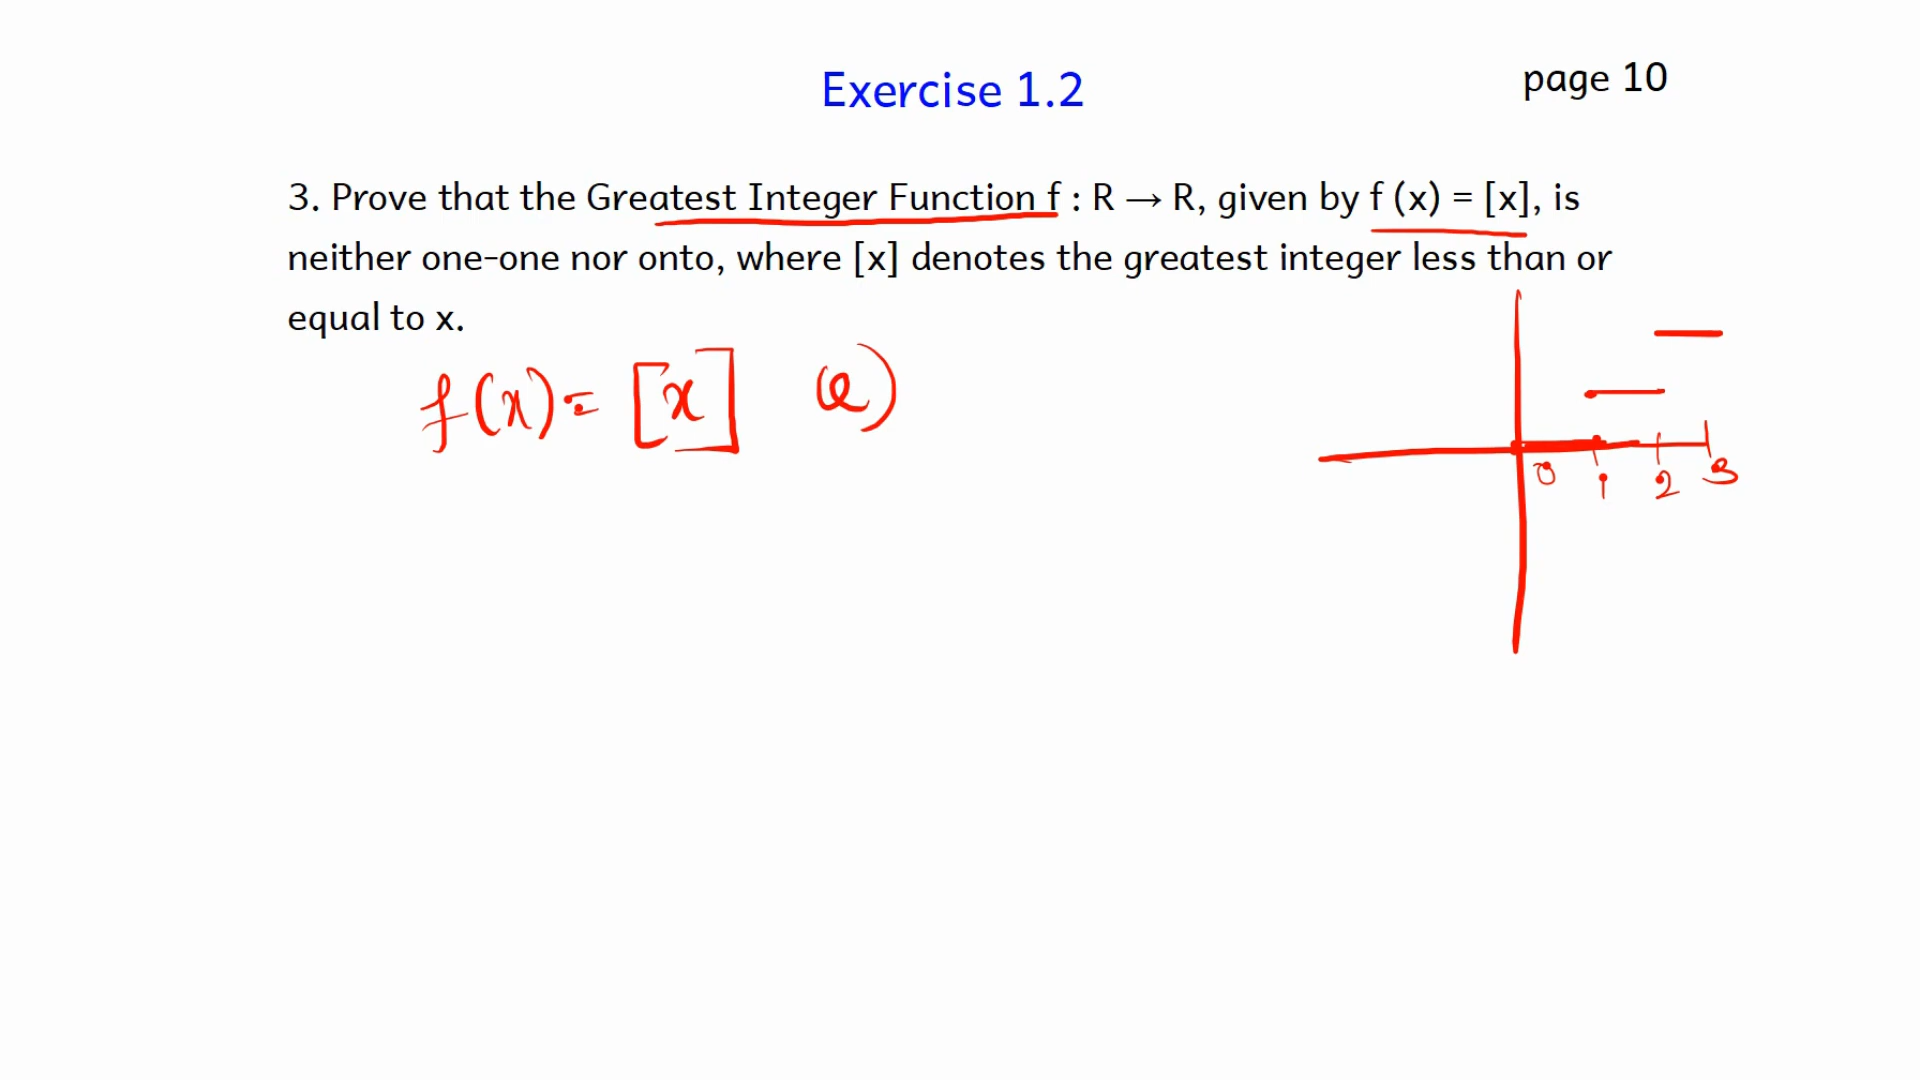 Exercise 1.2
page 10
3. Prove that the Greatest Integer Function f : R → R, given by f (x) = [x], is
neither one-one nor onto, where [x] denotes the greatest integer less than or
equal to x.
f(x) = [x]
0 1 2 3